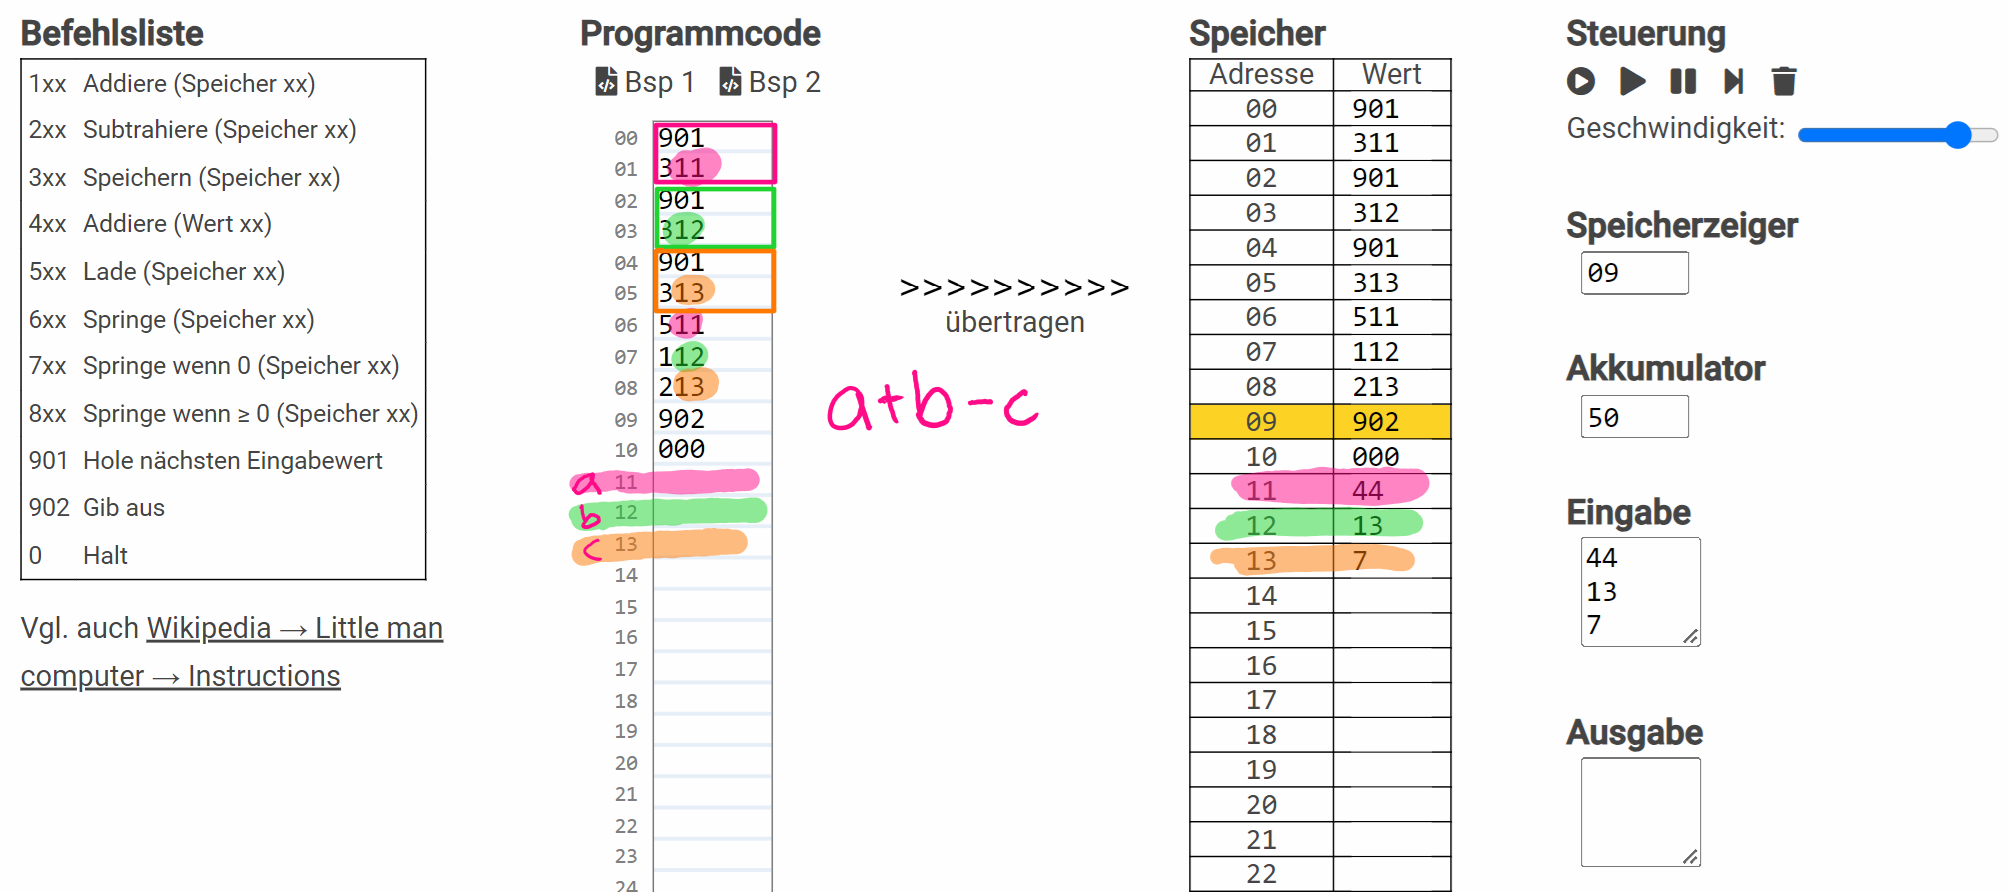 Befehlsliste
1xx Addiere (Speicher xx)
2xx Subtrahiere (Speicher xx)
3xx Speichern (Speicher xx)
4xx Addiere (Wert xx)
5xx Lade (Speicher xx)
6xx Springe (Speicher xx)
7xx Springe wenn 0 (Speicher xx)
8xx Springe wenn ≥ 0 (Speicher xx)
901 Hole nächsten Eingabewert
902 Gib aus
0 Halt
Vgl. auch Wikipedia → Little man
computer → Instructions
Programmcode
Bsp 1 Bsp 2
00 901
01 311
02 901
03 312
04 901
05 313
06 511
07 112
08 213
09 902
10 000
a 11
b 12
c 13
14
15
16
17
18
19
20
21
22
23
24
>>>>>>>>>>
übertragen
a+b-c
Speicher
Adresse Wert
00 901
01 311
02 901
03 312
04 901
05 313
06 511
07 112
08 213
09 902
10 000
11 44
12 13
13 7
14
15
16
17
18
19
20
21
22
Steuerung
Geschwindigkeit:
Speicherzeiger
09
Akkumulator
50
Eingabe
44
13
7
Ausgabe